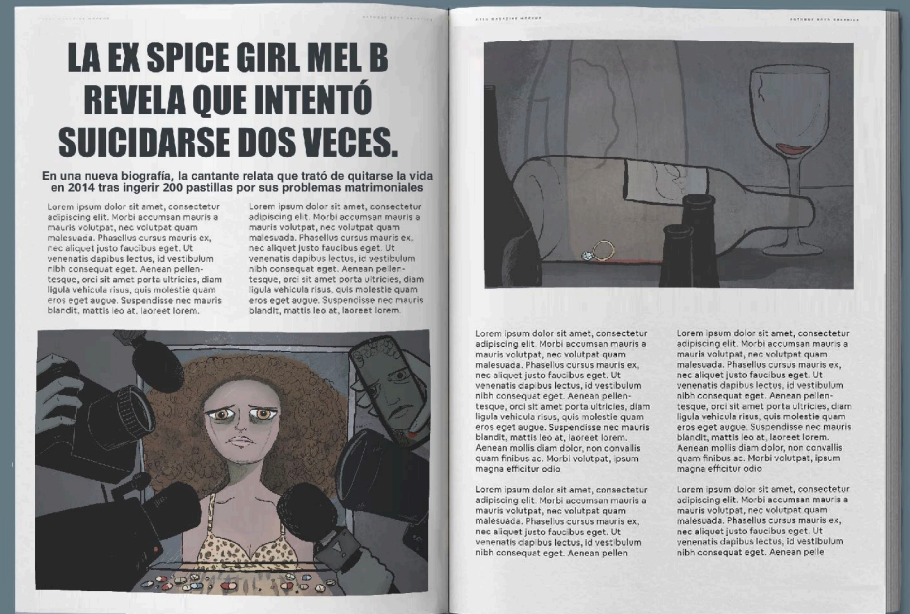 LA EX SPICE GIRL MEL B
REVELA QUE INTENTÓ
SUICIDARSE DOS VECES.
En una nueva biografía, la cantante relata que trató de quitarse la vida
en 2014 tras ingerir 200 pastillas por sus problemas matrimoniales
Lorem ipsum dolor sit amet, consectetur
adipiscing elit. Morbi accumsan mauris a
mauris volutpat, nec volutpat quam
malesuada. Phasellus cursus mauris ex,
nec aliquet justo faucibus eget. Ut
venenatis dapibus lectus, id vestibulum
nibh consequat eget. Aenean pellen-
tesque, orci sit amet porta ultricies, diam
ligula vehicula risus, quis molestie quam
eros eget augue. Suspendisse nec mauris
blandit, mattis leo at, laoreet lorem.
Lorem ipsum dolor sit amet, consectetur
adipiscing elit. Morbi accumsan mauris a
mauris volutpat, nec volutpat quam
malesuada. Phasellus cursus mauris ex,
nec aliquet justo faucibus eget. Ut
venenatis dapibus lectus, id vestibulum
nibh consequat eget. Aenean pellen-
tesque, orci sit amet porta ultricies, diam
ligula vehicula risus, quis molestie quam
eros eget augue. Suspendisse nec mauris
blandit, mattis leo at, laoreet lorem.
Lorem ipsum dolor sit amet, consectetur
adipiscing elit. Morbi accumsan mauris a
mauris volutpat, nec volutpat quam
malesuada. Phasellus cursus mauris ex,
nec aliquet justo faucibus eget. Ut
venenatis dapibus lectus, id vestibulum
nibh consequat eget. Aenean pellen-
tesque, orci sit amet porta ultricies, diam
ligula vehicula risus, quis molestie quam
eros eget augue. Suspendisse nec mauris
blandit, mattis leo at, laoreet lorem.
Aenean mollis diam dolor, non convallis
quam finibus ac. Morbi volutpat, ipsum
magna efficitur odio
Lorem ipsum dolor sit amet, consectetur
adipiscing elit. Morbi accumsan mauris a
mauris volutpat, nec volutpat quam
malesuada. Phasellus cursus mauris ex,
nec aliquet justo faucibus eget. Ut
venenatis dapibus lectus, id vestibulum
nibh consequat eget. Aenean pellen
Lorem ipsum dolor sit amet, consectetur
adipiscing elit. Morbi accumsan mauris a
mauris volutpat, nec volutpat quam
malesuada. Phasellus cursus mauris ex,
nec aliquet justo faucibus eget. Ut
venenatis dapibus lectus, id vestibulum
nibh consequat eget. Aenean pellen-
tesque, orci sit amet porta ultricies, diam
ligula vehicula risus, quis molestie quam
eros eget augue. Suspendisse nec mauris
blandit, mattis leo at, laoreet lorem.
Aenean mollis diam dolor, non convallis
quam finibus ac. Morbi volutpat, ipsum
magna efficitur odio
Lorem ipsum dolor sit amet, consectetur
adipiscing elit. Morbi accumsan mauris a
mauris volutpat, nec volutpat quam
malesuada. Phasellus cursus mauris ex,
nec aliquet justo faucibus eget. Ut
venenatis dapibus lectus, id vestibulum
nibh consequat eget. Aenean pelle